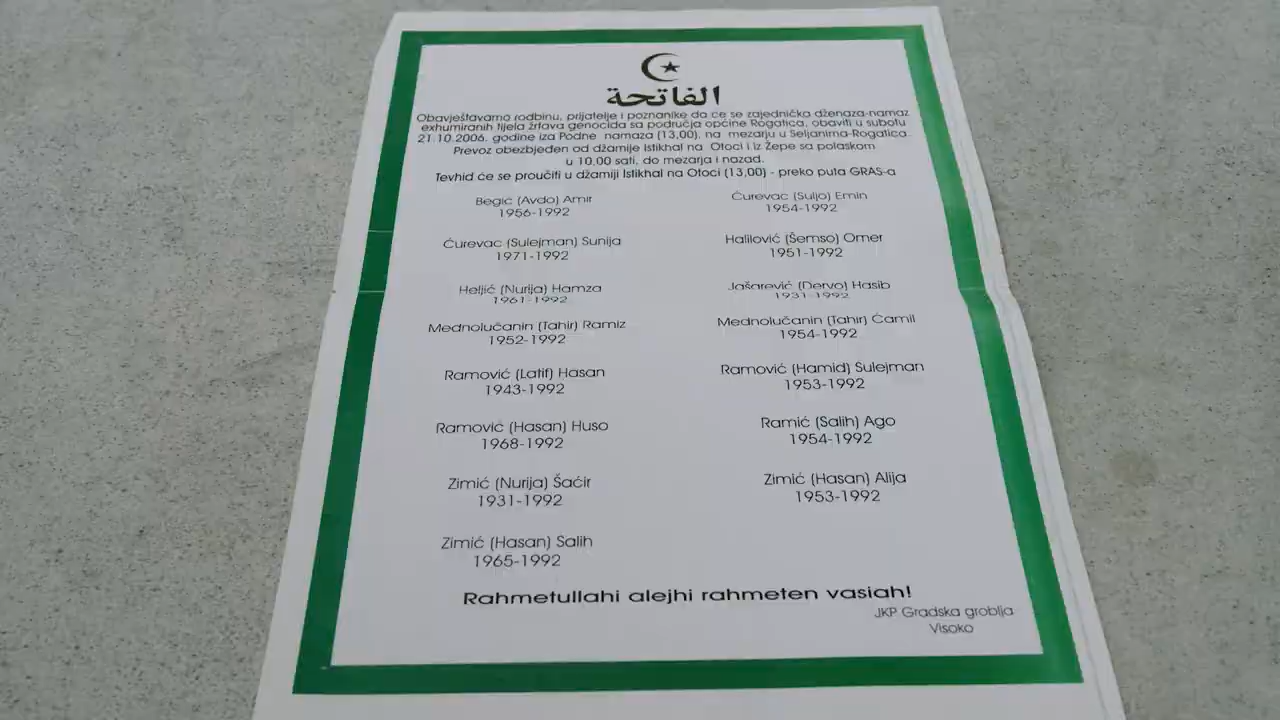 الفاتحة
Obavještavamo rodbinu, prijatelje i poznanike da će se zajednička dženaza-namaz
exhumiranih tijela žrtava genocida sa područja općine Rogatica, obaviti u subotu
21.10.2006. godine iza Podne namaza (13,00), na mezarju u Seljanima-Rogatica.
Prevoz obezbjeđen od džamije Istikhal na Otoci i iz Žepe sa polaskom
u 10,00 sati, do mezarja i nazad.
Tevhid će se proučiti u džamiji Istikhal na Otoci (13,00) - preko puta GRAS-a
Begić (Avdo) Amir
1956-1992
Ćurevac (Suljo) Emin
1954-1992
Ćurevac (Sulejman) Sunija
1971-1992
Halilović (Šemso) Omer
1951-1992
Heljić (Nurija) Hamza
1961-1992
Jašarević (Dervo) Hasib
1931-1992
Mednolučanin (Tahir) Ramiz
1952-1992
Mednolučanin (Tahir) Ćamil
1954-1992
Ramović (Latif) Hasan
1943-1992
Ramović (Hamid) Sulejman
1953-1992
Ramović (Hasan) Huso
1968-1992
Ramić (Salih) Ago
1954-1992
Zimić (Nurija) Šaćir
1931-1992
Zimić (Hasan) Alija
1953-1992
Zimić (Hasan) Salih
1965-1992
Rahmetullahi alejhi rahmeten vasiah!
JKP Gradska groblja
Visoko